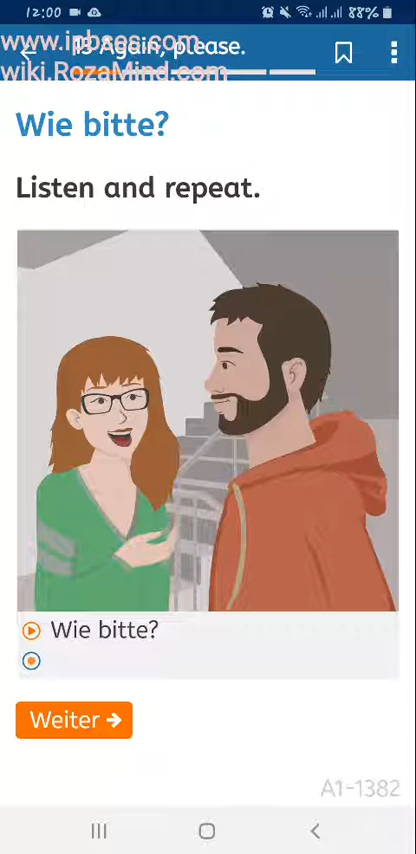 12:00
88%
www.irbses.com
Again, please.
wiki.RozaMind.com
Wie bitte?
Listen and repeat.
Wie bitte?
Weiter
A1-1382